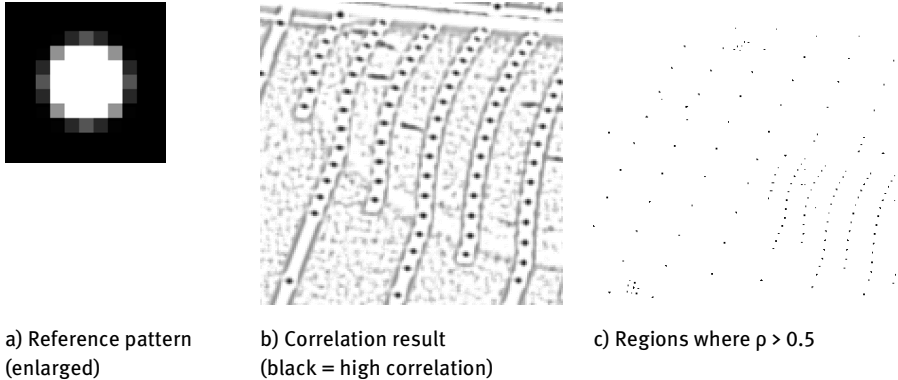 a) Reference pattern
(enlarged)
b) Correlation result
(black = high correlation)
c) Regions where ρ > 0.5